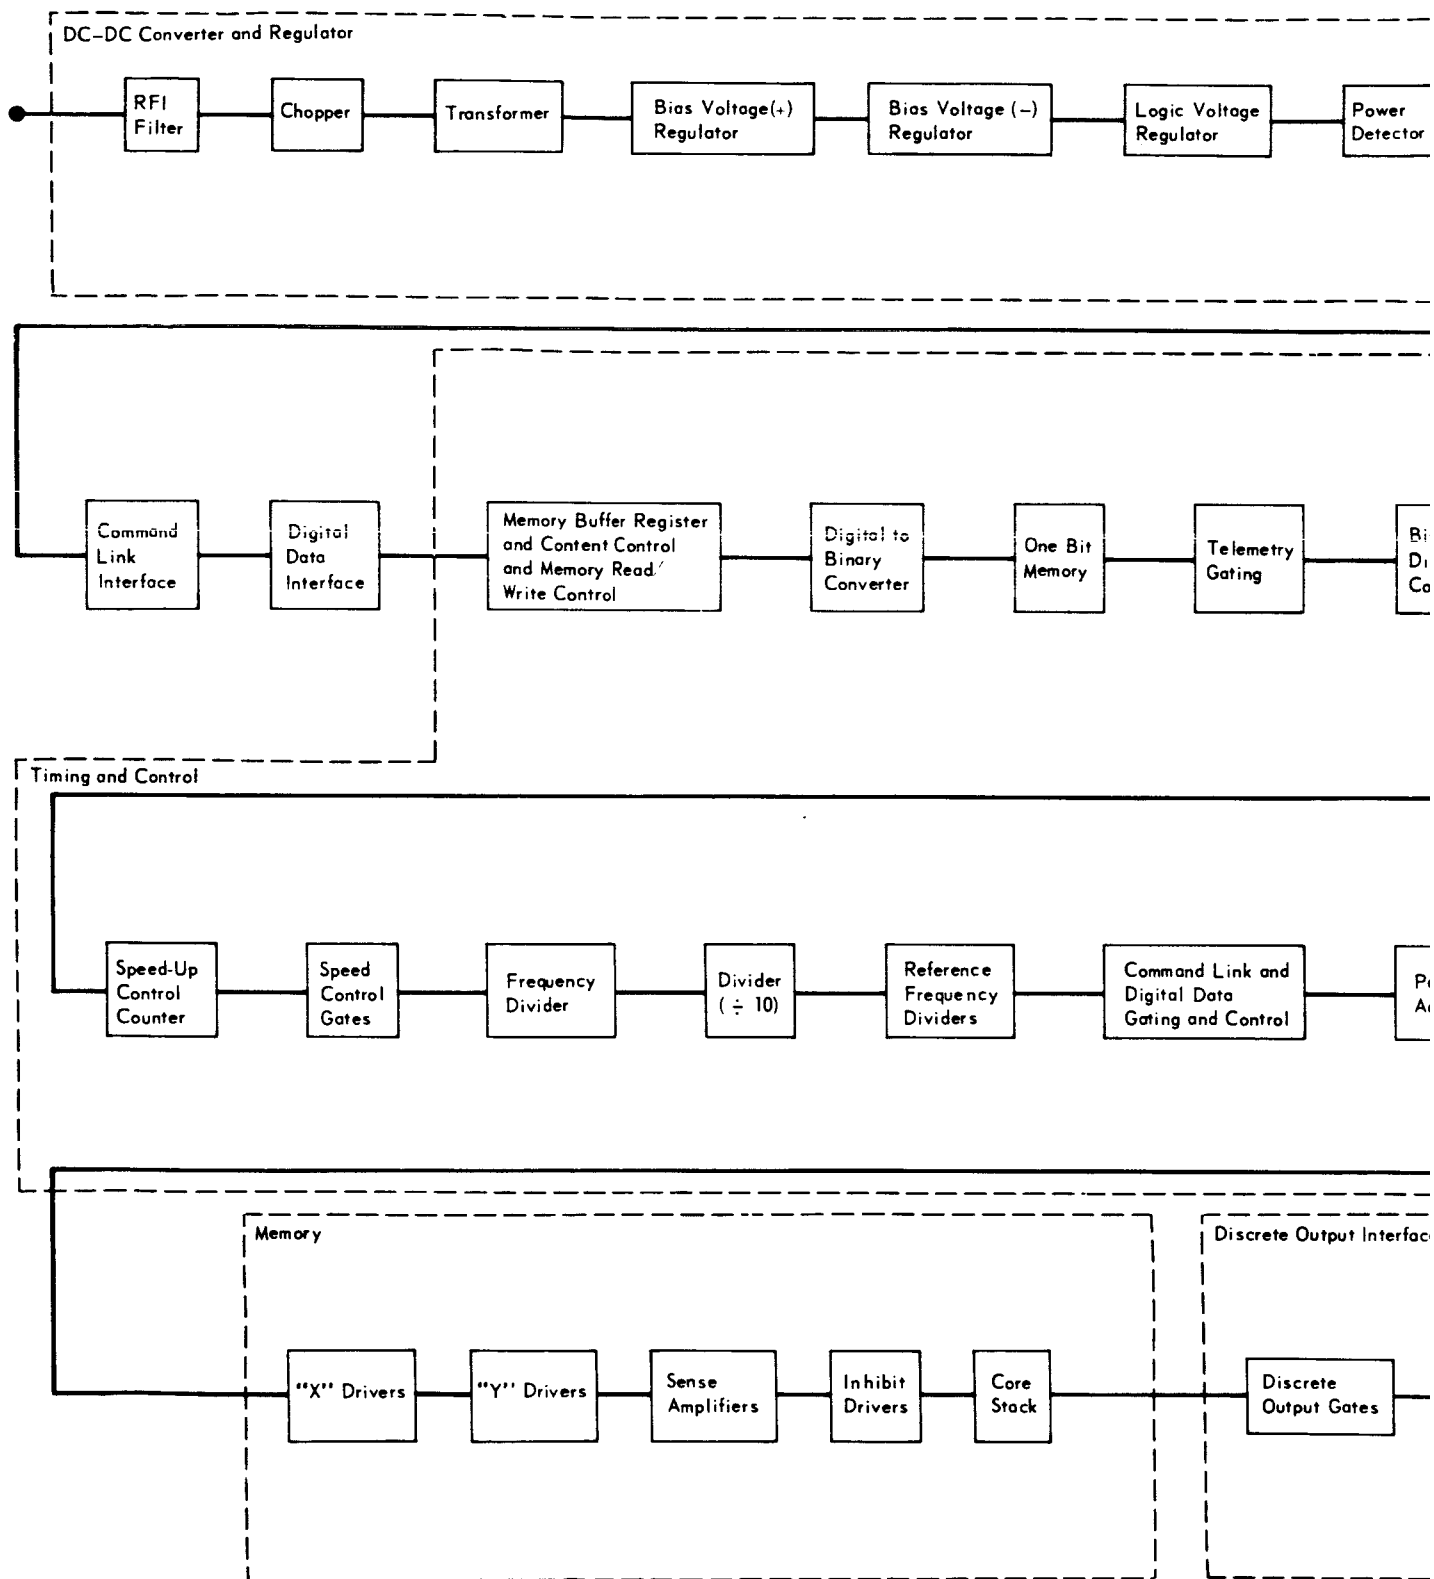 DC-DC Converter and Regulator
RFI
Filter
Chopper
Transformer
Bias Voltage(+)
Regulator
Bias Voltage (-)
Regulator
Logic Voltage
Regulator
Power
Detector
Command
Link
Interface
Digital
Data
Interface
Memory Buffer Register
and Content Control
and Memory Read/
Write Control
Digital to
Binary
Converter
One Bit
Memory
Telemetry
Gating
Timing and Control
Speed-Up
Control
Counter
Speed
Control
Gates
Frequency
Divider
Divider
( ÷ 10)
Reference
Frequency
Dividers
Command Link and
Digital Data
Gating and Control
Memory
"X" Drivers
"Y" Drivers
Sense
Amplifiers
Inhibit
Drivers
Core
Stack
Discrete Output Interface
Discrete
Output Gates